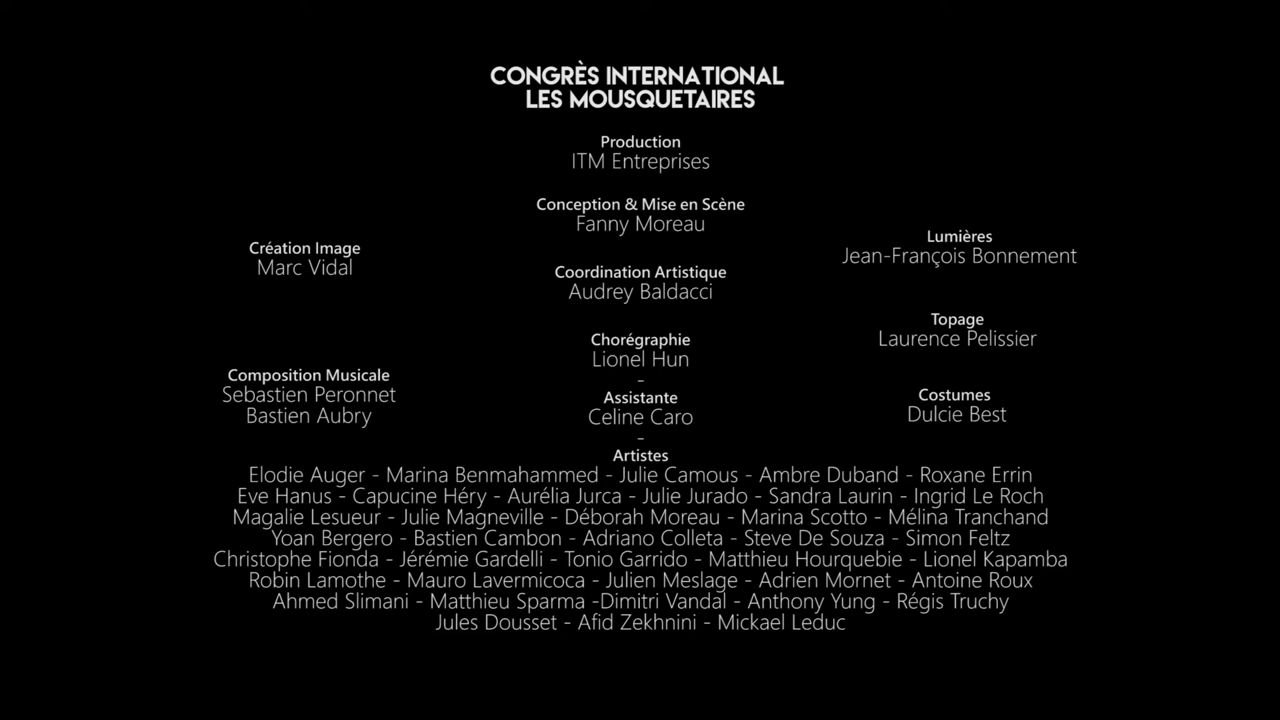 CONGRÈS INTERNATIONAL
LES MOUSQUETAIRES
Production
ITM Entreprises
Conception & Mise en Scène
Fanny Moreau
Création Image
Marc Vidal
Lumières
Jean-François Bonnement
Coordination Artistique
Audrey Baldacci
Topage
Laurence Pelissier
Chorégraphie
Lionel Hun
-
Composition Musicale
Sebastien Peronnet
Bastien Aubry
Assistante
Celine Caro
-
Costumes
Dulcie Best
Artistes
Elodie Auger - Marina Benmahammed - Julie Camous - Ambre Duband - Roxane Errin
Eve Hanus - Capucine Héry - Aurélia Jurca - Julie Jurado - Sandra Laurin - Ingrid Le Roch
Magalie Lesueur - Julie Magneville - Déborah Moreau - Marina Scotto - Mélina Tranchand
Yoan Bergero - Bastien Cambon - Adriano Colleta - Steve De Souza - Simon Feltz
Christophe Fionda - Jérémie Gardelli - Tonio Garrido - Matthieu Hourquebie - Lionel Kapamba
Robin Lamothe - Mauro Lavermicoca - Julien Meslage - Adrien Mornet - Antoine Roux
Ahmed Slimani - Matthieu Sparma -Dimitri Vandal - Anthony Yung - Régis Truchy
Jules Dousset - Afid Zekhnini - Mickael Leduc